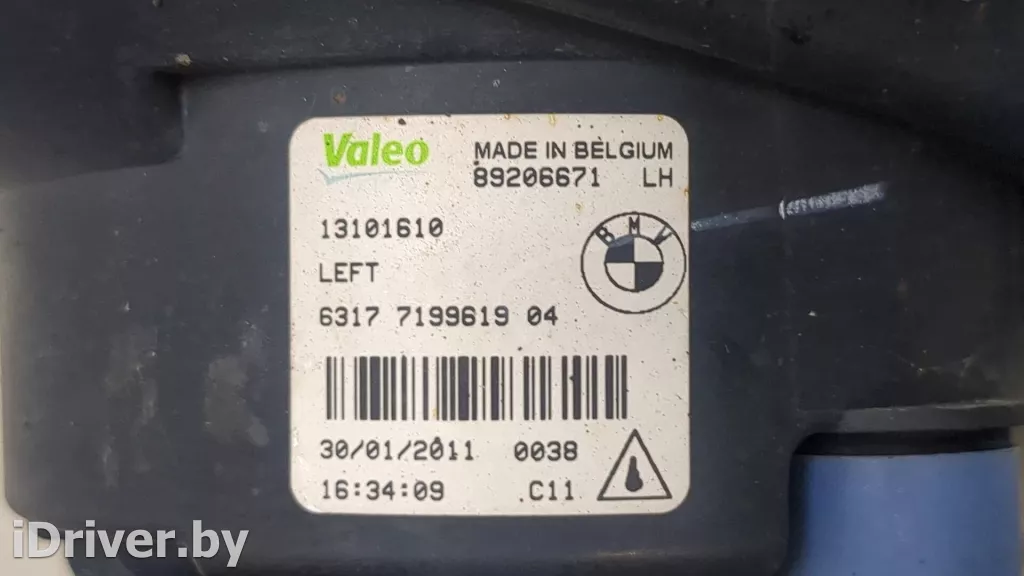 Valeo
MADE IN BELGIUM
89206671 LH
13101610
BMW
LEFT
6317 7199619 04
30/01/2011 0038
16:34:09 .C11
iDriver.by